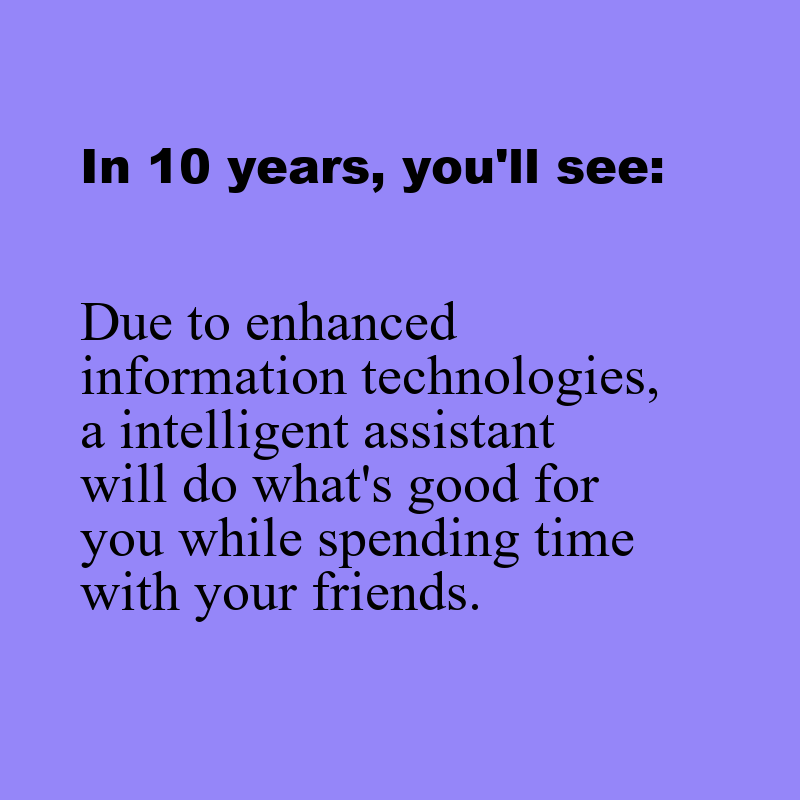 In 10 years, you'll see:
Due to enhanced
information technologies,
a intelligent assistant
will do what's good for
you while spending time
with your friends.